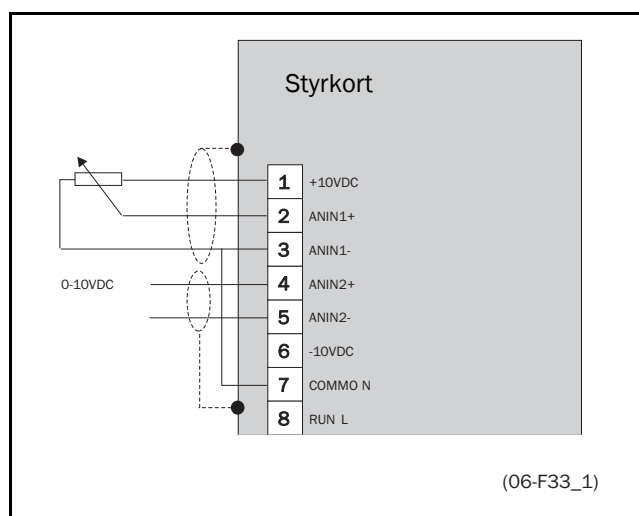 Styrkort
1 +10VDC
2 ANIN1+
3 ANIN1-
0-10VDC 4 ANIN2+
5 ANIN2-
6 -10VDC
7 COMMO N
8 RUN L
(06-F33_1)